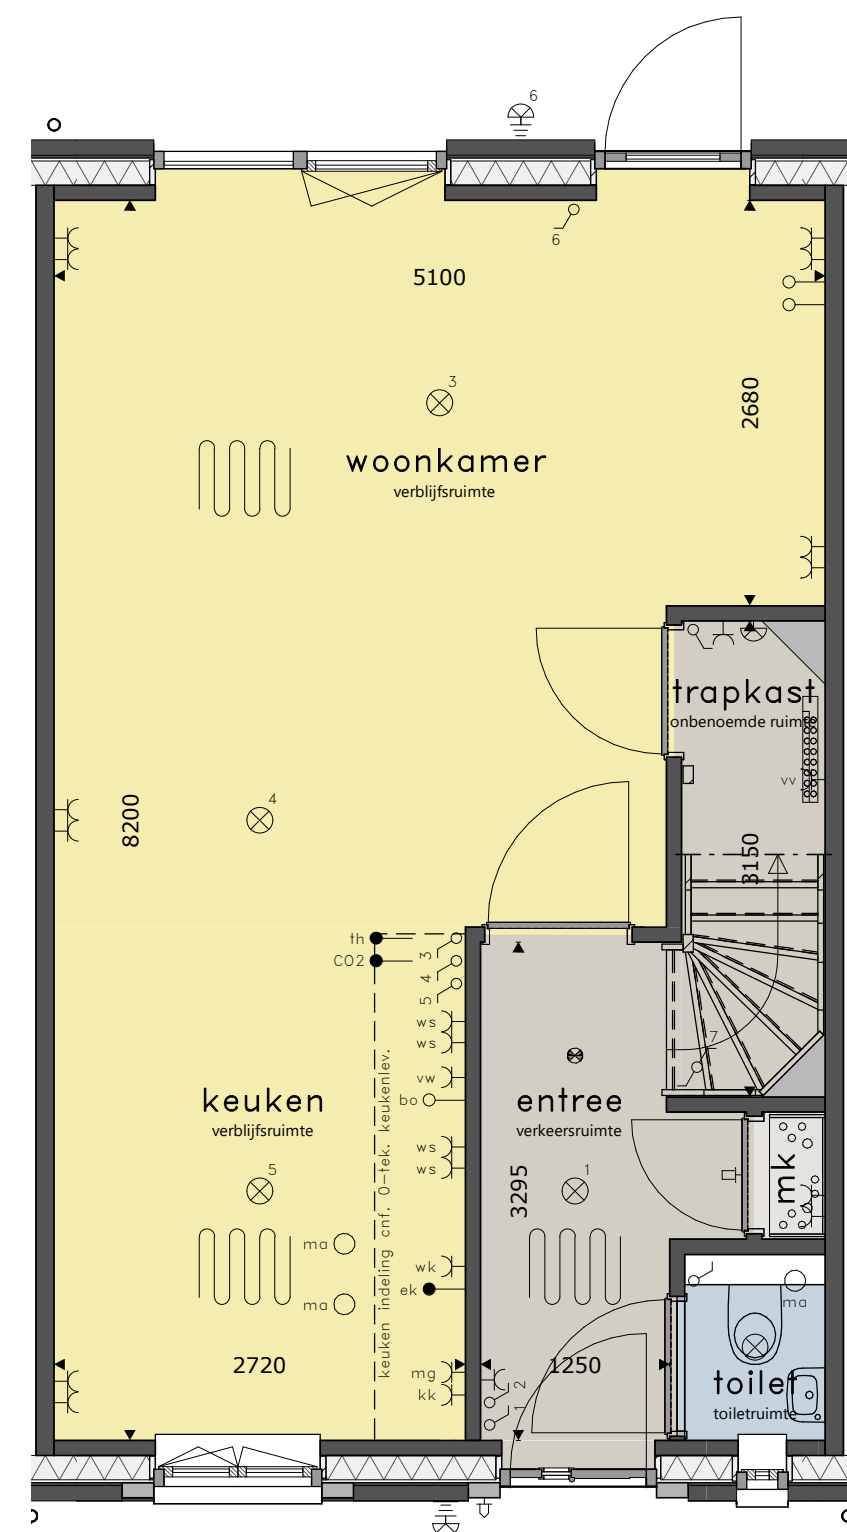 6
6
5100
3
2680
woonkamer
verblijfsruimte
trapkast
onbenoemde ruimte
vv
4
8200
3150
th
CO2
3
4
5
ws
ws
7
vw
keuken
verblijfsruimte
bo
entree
verkeersruimte
keuken indeling cnf. 0-tek. keukenlev.
ws
ws
mk
5
3295
1
ma
wk
ek
ma
ma
2720
1250
mg
kk
2
1
toilet
toiletruimte